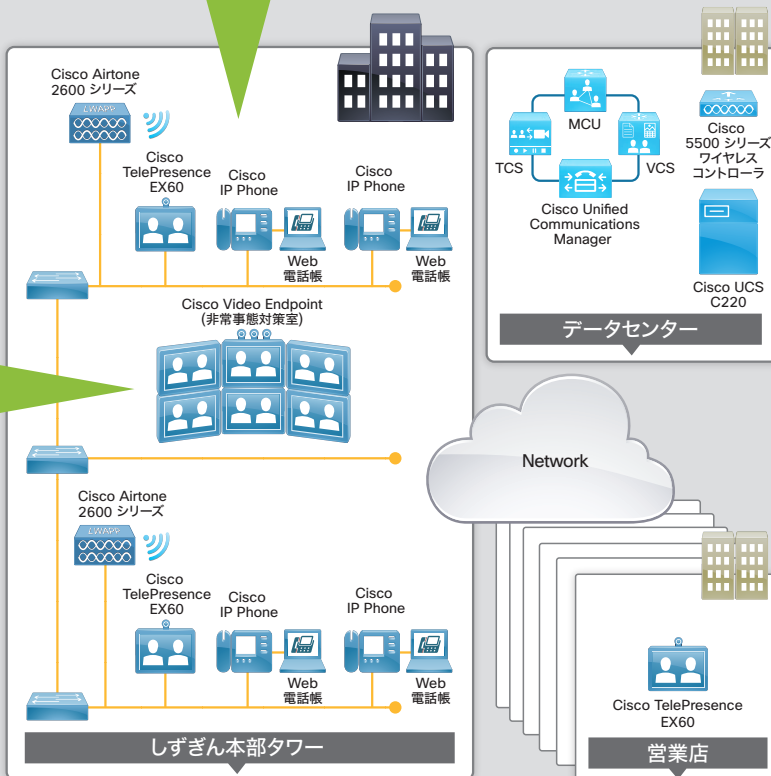 Cisco Airtone
2600 シリーズ
LWAPP
Cisco
TelePresence
EX60
Cisco
IP Phone
Cisco
IP Phone
Web
電話帳
Web
電話帳
Cisco Video Endpoint
(非常事態対策室)
Cisco Airtone
2600 シリーズ
LWAPP
Cisco
TelePresence
EX60
Cisco
IP Phone
Cisco
IP Phone
Web
電話帳
Web
電話帳
しずぎん本部タワー
MCU
TCS
VCS
Cisco Unified
Communications
Manager
Cisco
5500 シリーズ
ワイヤレス
コントローラ
Cisco UCS
C220
データセンター
Network
Cisco TelePresence
EX60
営業店